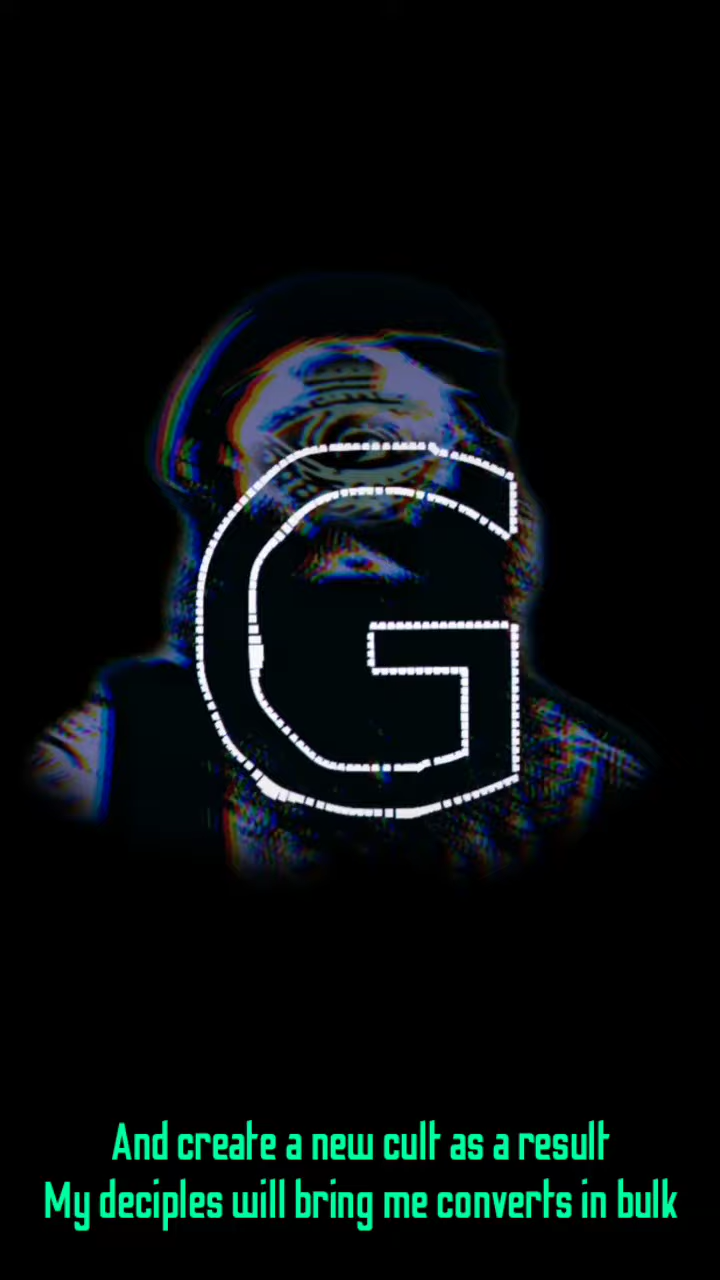 G
And create a new cult as a result
My deciples will bring me converts in bulk